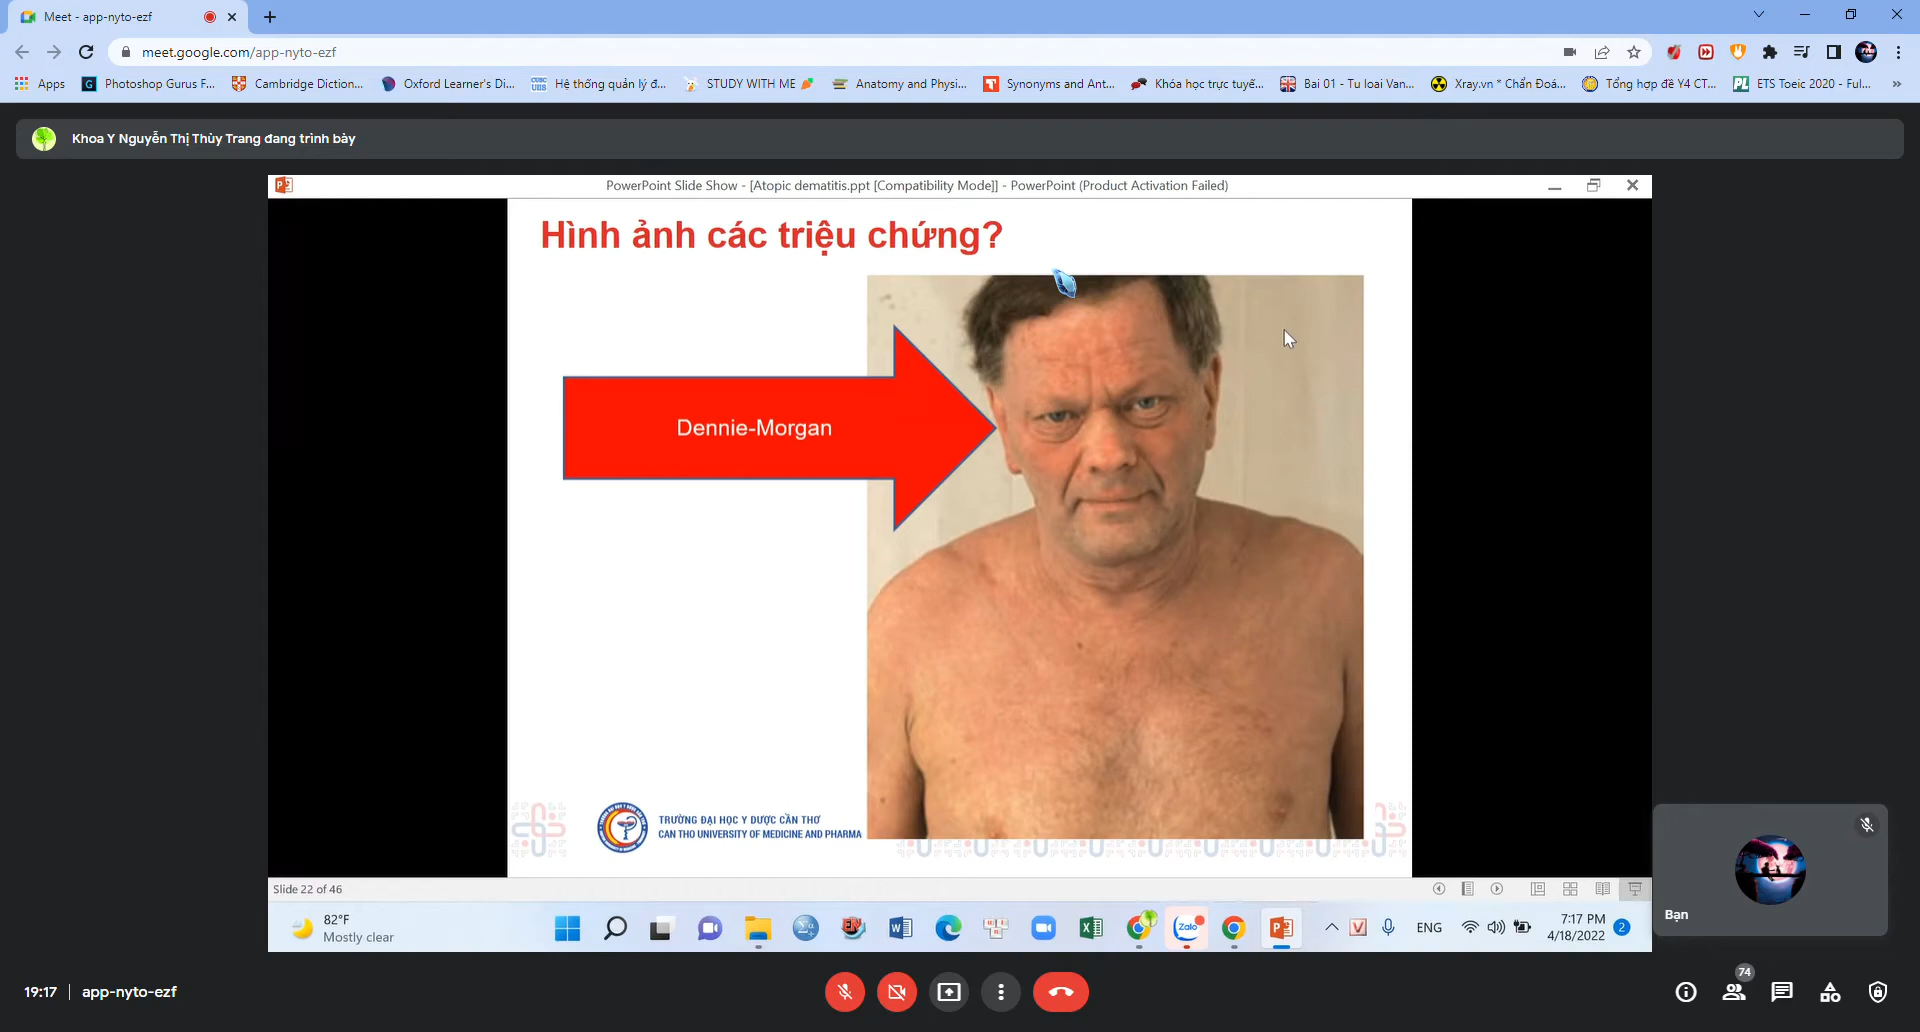 Meet - app-nyto-ezf
meet.google.com/app-nyto-ezf
Apps
Photoshop Gurus F...
Cambridge Diction...
Oxford Learner's Di...
Hệ thống quản lý đ...
STUDY WITH ME
Anatomy and Physi...
Synonyms and Ant...
Khóa học trực tuyế...
Bai 01 - Tu loai Van...
Xray.vn * Chẩn Đoá...
Tổng hợp đề Y4 CT...
ETS Toeic 2020 - Ful...
Khoa Y Nguyễn Thị Thùy Trang đang trình bày
PowerPoint Slide Show - [Atopic dematitis.ppt [Compatibility Mode]] - PowerPoint (Product Activation Failed)
Hình ảnh các triệu chứng?
Dennie-Morgan
TRƯỜNG ĐẠI HỌC Y DƯỢC CẦN THƠ
CAN THO UNIVERSITY OF MEDICINE AND PHARMA
Slide 22 of 46
82°F
Mostly clear
Zalo
ENG
7:17 PM
4/18/2022
2
Bạn
19:17 | app-nyto-ezf
74